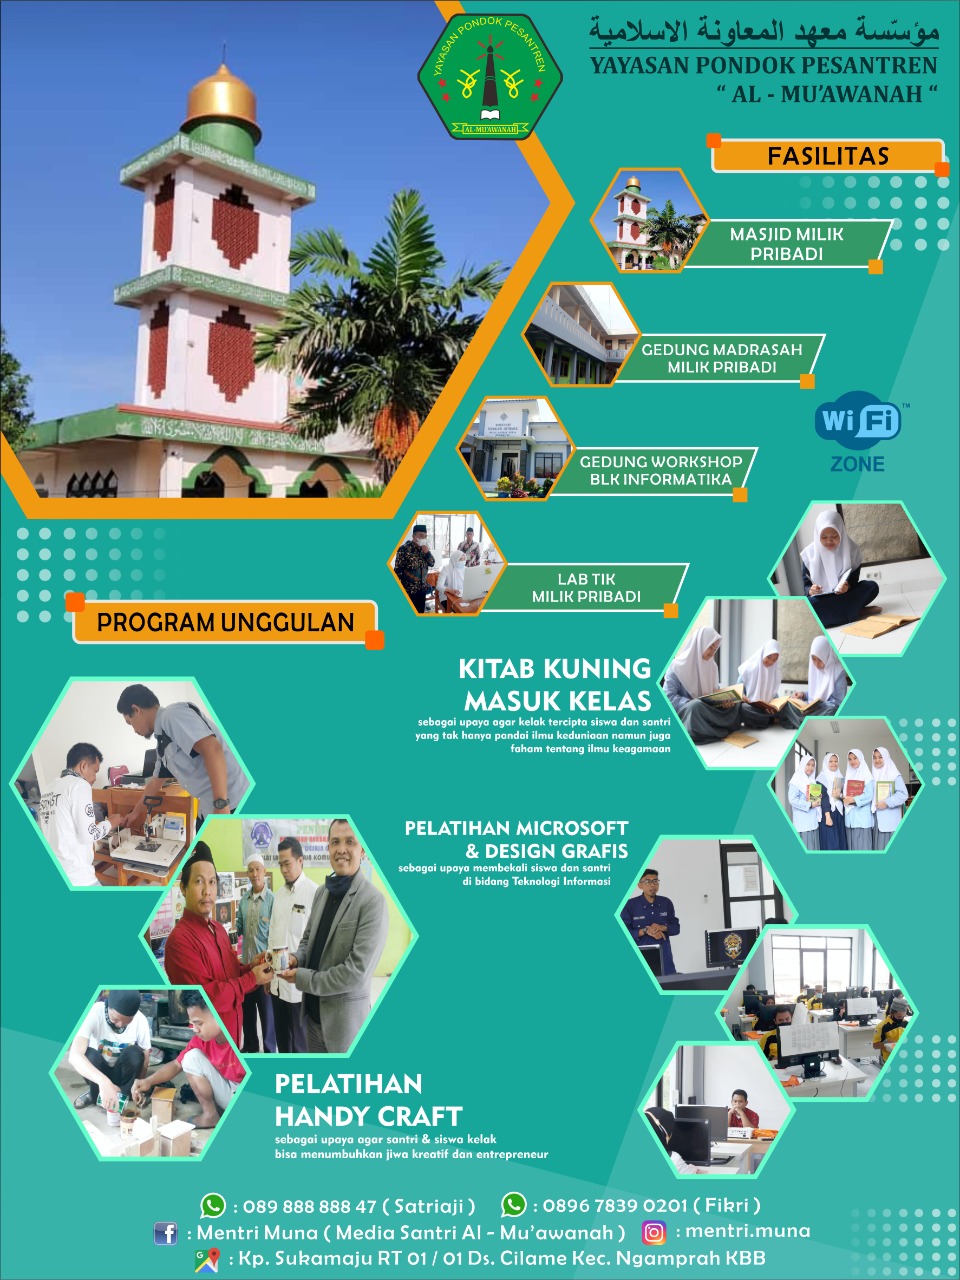 YAYASAN PONDOK PESANTREN
AL-MU'AWANAH
مؤسّسة معهد المعاونة الاسلامية
YAYASAN PONDOK PESANTREN
“ AL - MU'AWANAH “
FASILITAS
MASJID MILIK
PRIBADI
GEDUNG MADRASAH
MILIK PRIBADI
Wi Fi TM
ZONE
GEDUNG WORKSHOP
BLK INFORMATIKA
LAB TIK
MILIK PRIBADI
PROGRAM UNGGULAN
KITAB KUNING
MASUK KELAS
sebagai upaya agar kelak tercipta siswa dan santri
yang tak hanya pandai ilmu keduniaan namun juga
faham tentang ilmu keagamaan
PELATIHAN MICROSOFT
& DESIGN GRAFIS
sebagai upaya membekali siswa dan santri
di bidang Teknologi Informasi
PELATIHAN
HANDY CRAFT
sebagai upaya agar santri & siswa kelak
bisa menumbuhkan jiwa kreatif dan entrepreneur
: 089 888 888 47 ( Satriaji ) : 0896 7839 0201 ( Fikri )
: Mentri Muna ( Media Santri Al - Mu'awanah ) : mentri.muna
: Kp. Sukamaju RT 01 / 01 Ds. Cilame Kec. Ngamprah KBB